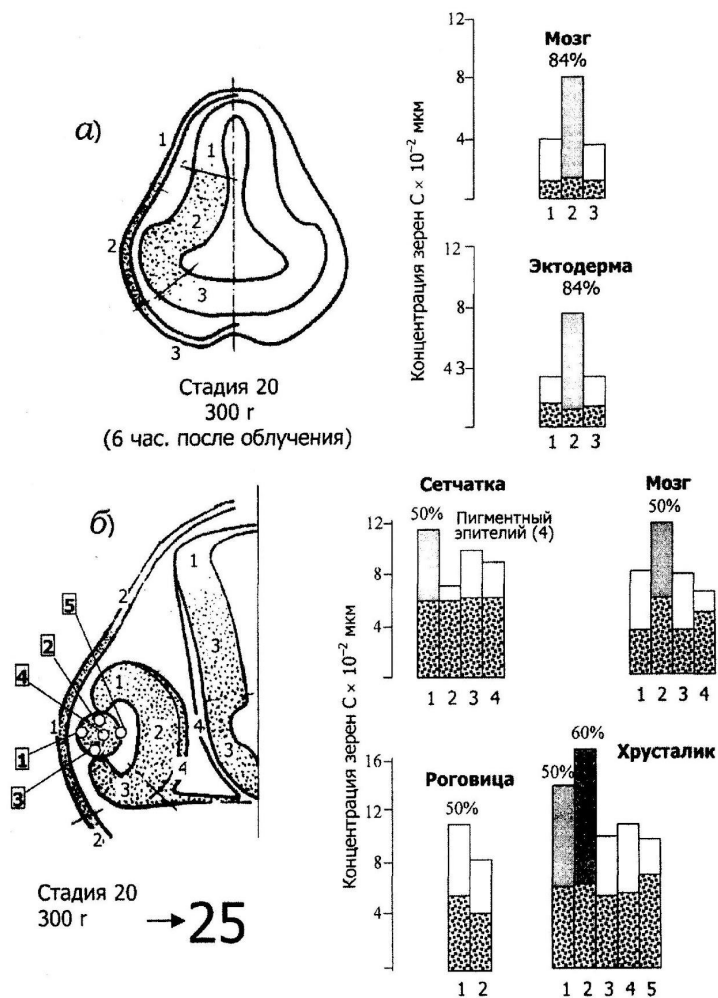 а)
1
1
2
2
3
3
Стадия 20
300 г
(6 час. после облучения)
Концентрация зерен С × 10⁻² мкм
12
8
4
Мозг
84%
1 2 3
12
8
43
Эктодерма
84%
1 2 3
б)
1
2
5
2
4
1
3
1
1
2
3
3
4
4
3
2
Стадия 20
300 г
25
Концентрация зерен С × 10⁻² мкм
12
8
4
Сетчатка
50%
Пигментный
эпителий (4)
1 2 3 4
Мозг
50%
1 2 3 4
16
12
8
4
Роговица
50%
1 2
Хрусталик
50%
60%
1 2 3 4 5